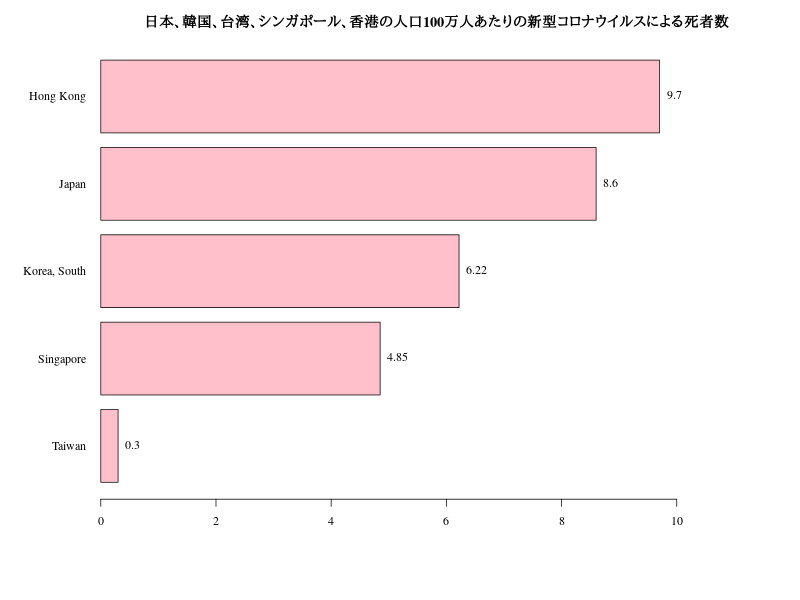 日本、韓国、台湾、シンガポール、香港の人口100万人あたりの新型コロナウイルスによる死者数
Hong Kong 9.7
Japan 8.6
Korea, South 6.22
Singapore 4.85
Taiwan 0.3
0 2 4 6 8 10